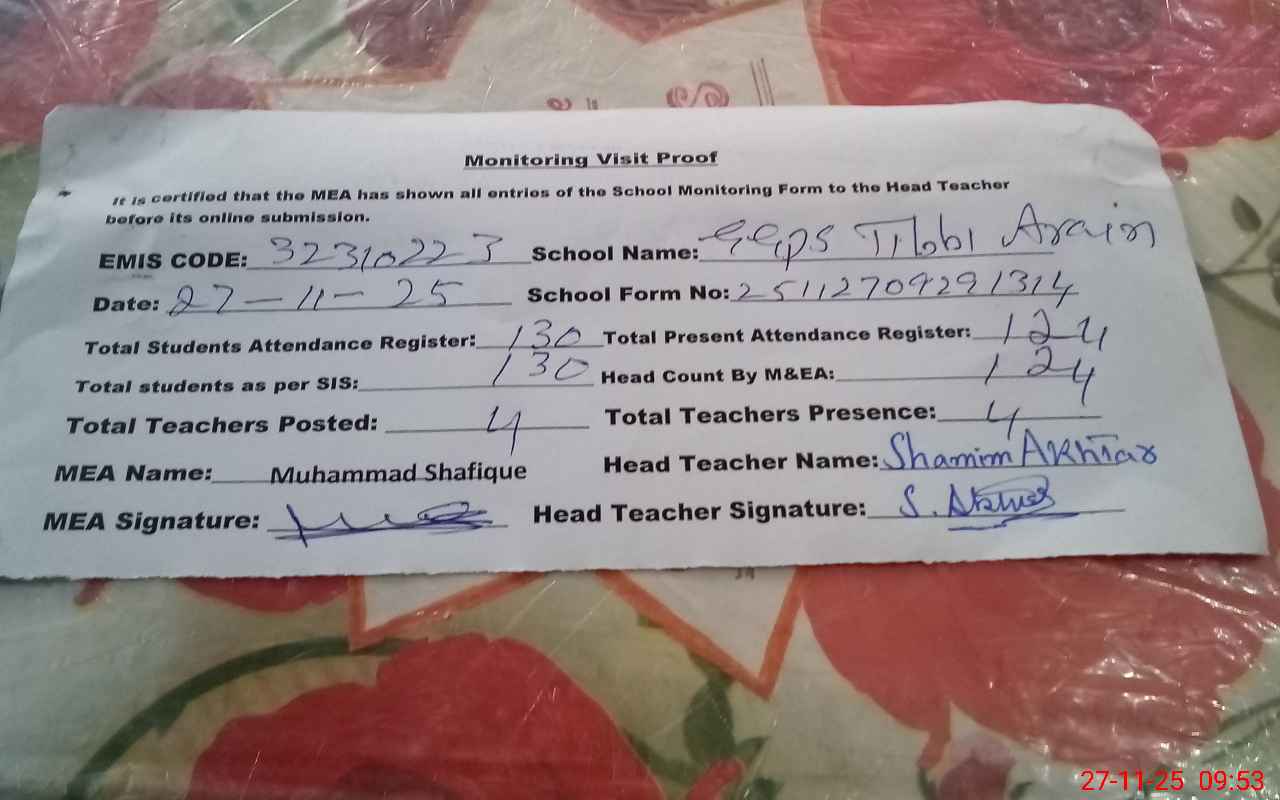 Monitoring Visit Proof
It is certified that the MEA has shown all entries of the School Monitoring Form to the Head Teacher
before its online submission.
EMIS CODE: 32310223 School Name: GGPS Tibbi Arain
Date: 27-11-25 School Form No: 25112709291314
Total Students Attendance Register: 130 Total Present Attendance Register: 124
Total students as per SIS: 130 Head Count By M&EA: 124
Total Teachers Posted: 4 Total Teachers Presence: 4
MEA Name: Muhammad Shafique Head Teacher Name: Shamim Akhtar
MEA Signature: Head Teacher Signature: S. Akhtar
27-11-25 09:53